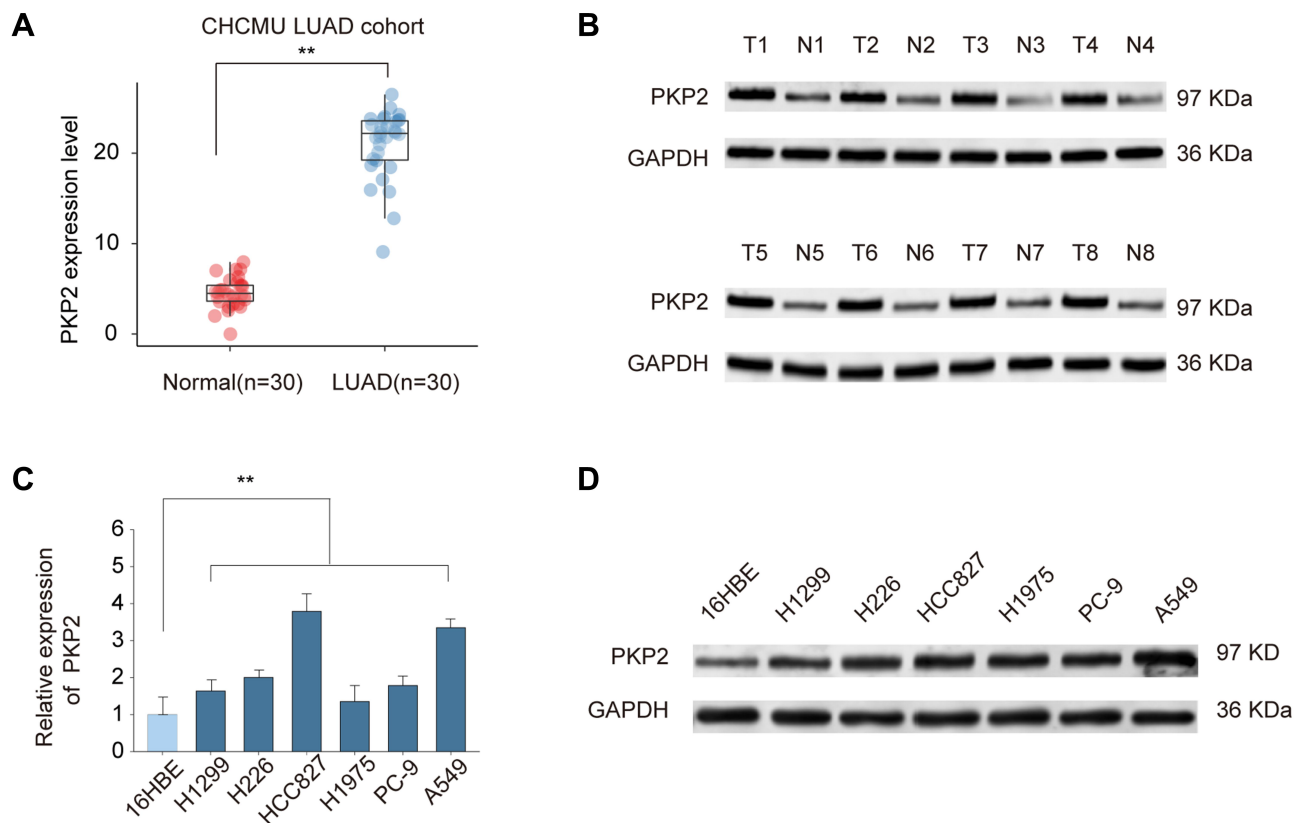 A
CHCMU LUAD cohort
**
PKP2 expression level
20
10
0
Normal(n=30) LUAD(n=30)
B
T1 N1 T2 N2 T3 N3 T4 N4
PKP2 97 KDa
GAPDH 36 KDa
T5 N5 T6 N6 T7 N7 T8 N8
PKP2 97 KDa
GAPDH 36 KDa
C
**
Relative expression
of PKP2
6
5
4
3
2
1
0
16HBE H1299 H226 HCC827 H1975 PC-9 A549
D
16HBE H1299 H226 HCC827 H1975 PC-9 A549
PKP2 97 KD
GAPDH 36 KDa